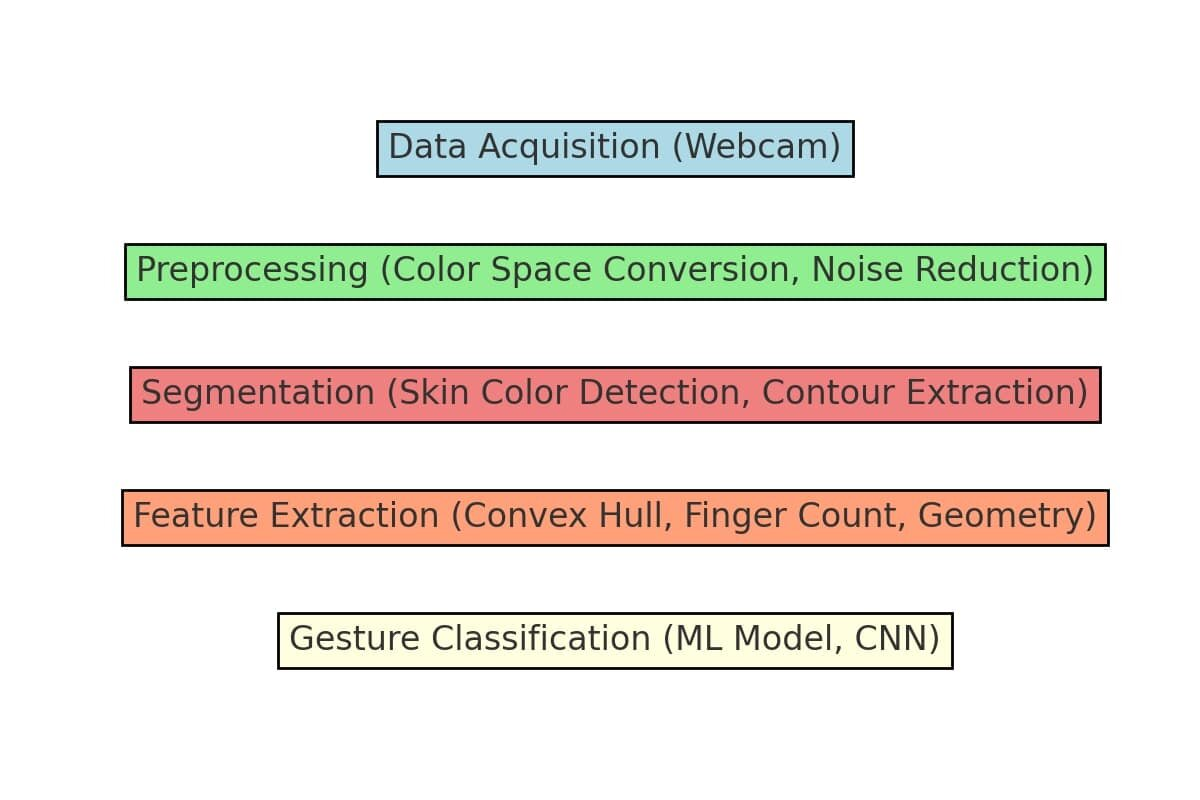 Data Acquisition (Webcam)
Preprocessing (Color Space Conversion, Noise Reduction)
Segmentation (Skin Color Detection, Contour Extraction)
Feature Extraction (Convex Hull, Finger Count, Geometry)
Gesture Classification (ML Model, CNN)